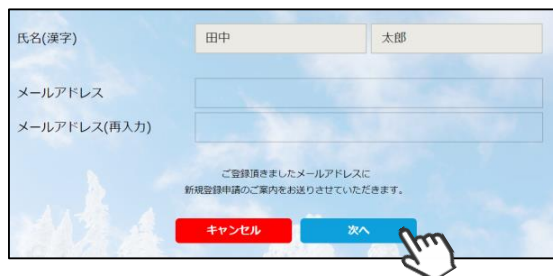 氏名(漢字) 田中 太郎
メールアドレス
メールアドレス(再入力)
ご登録頂きましたメールアドレスに
新規登録申請のご案内をお送りさせていただきます。
キャンセル 次へ